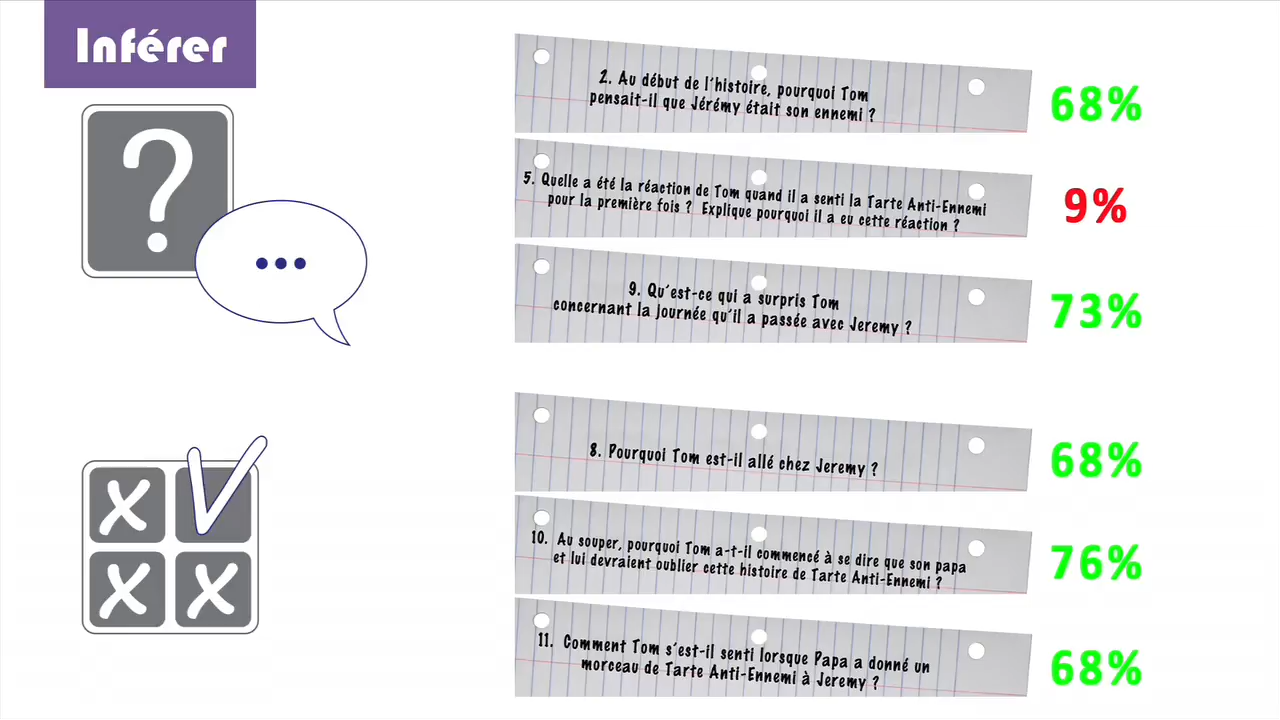 Inférer
?
2. Au début de l'histoire, pourquoi Tom
pensait-il que Jérémy était son ennemi ?
68%
5. Quelle a été la réaction de Tom quand il a senti la Tarte Anti-Ennemi
pour la première fois ? Explique pourquoi il a eu cette réaction ?
9%
9. Qu'est-ce qui a surpris Tom
concernant la journée qu'il a passée avec Jeremy ?
73%
8. Pourquoi Tom est-il allé chez Jeremy ?
68%
10. Au souper, pourquoi Tom a-t-il commencé à se dire que son papa
et lui devraient oublier cette histoire de Tarte Anti-Ennemi ?
76%
11. Comment Tom s'est-il senti lorsque Papa a donné un
morceau de Tarte Anti-Ennemi à Jeremy ?
68%